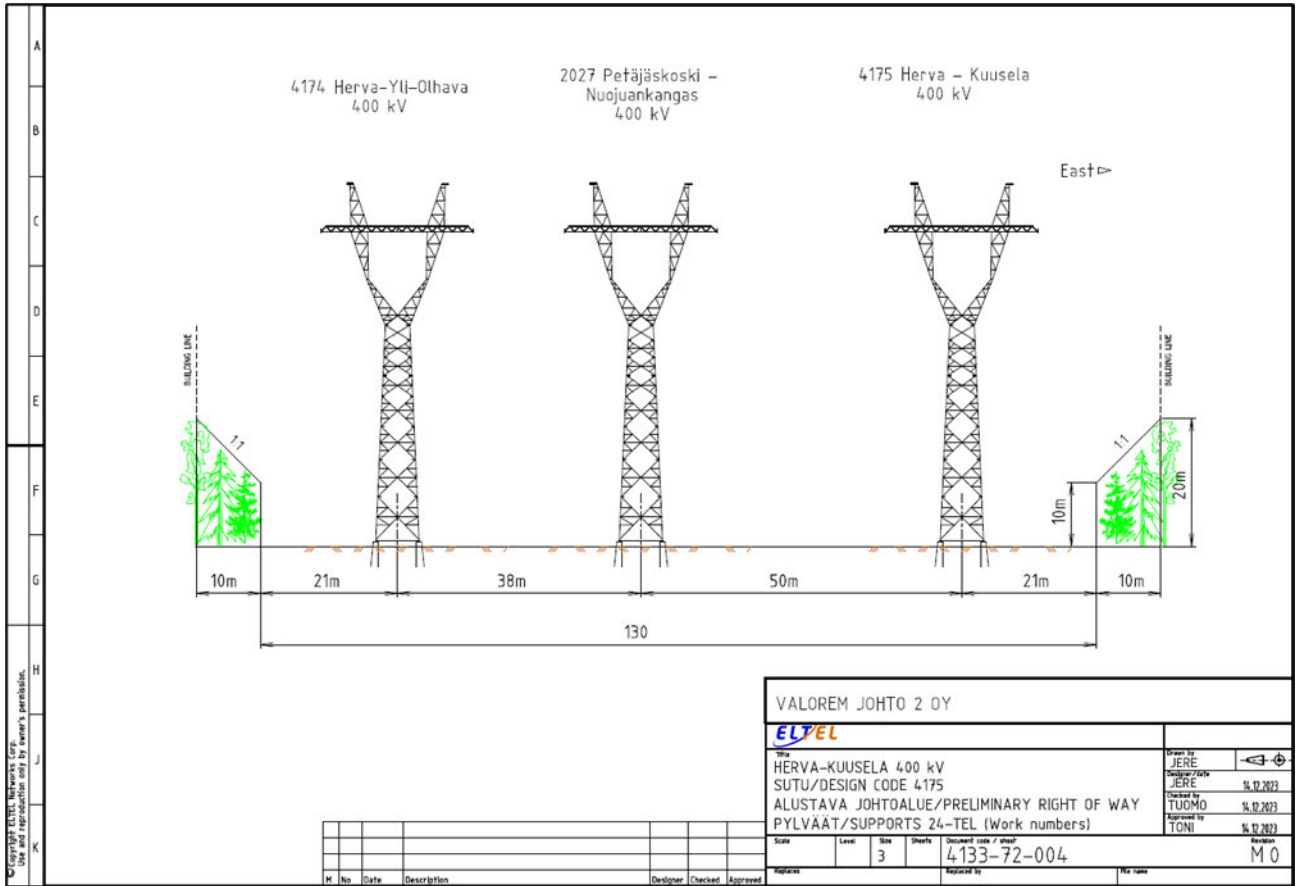 A
B
C
D
E
F
G
H
J
K
4174 Herva-Yli-Olhava
400 kV
2027 Petäjäskoski –
Nuojuankangas
400 kV
4175 Herva – Kuusela
400 kV
East
BUILDING LINE
BUILDING LINE
1:1
1:1
10m
20m
10m
21m
38m
50m
21m
10m
130
© Copyright ELTEL Networks Corp.
Use and reproduction only by owner's permission.
VALOREM JOHTO 2 OY
ELTEL
Title
HERVA-KUUSELA 400 kV
SUTU/DESIGN CODE 4175
ALUSTAVA JOHTOALUE/PRELIMINARY RIGHT OF WAY
PYLVÄÄT/SUPPORTS 24-TEL (Work numbers)
Drawn by
JERE
Designer/date
JERE 14.12.2023
Checked by
TUOMO 14.12.2023
Approved by
TONI 14.12.2023
Scale Level Size Sheets Document code / sheet Revision
3 4133-72-004 M 0
Replaces Replaced by File name
M No Date Description Designer Checked Approved